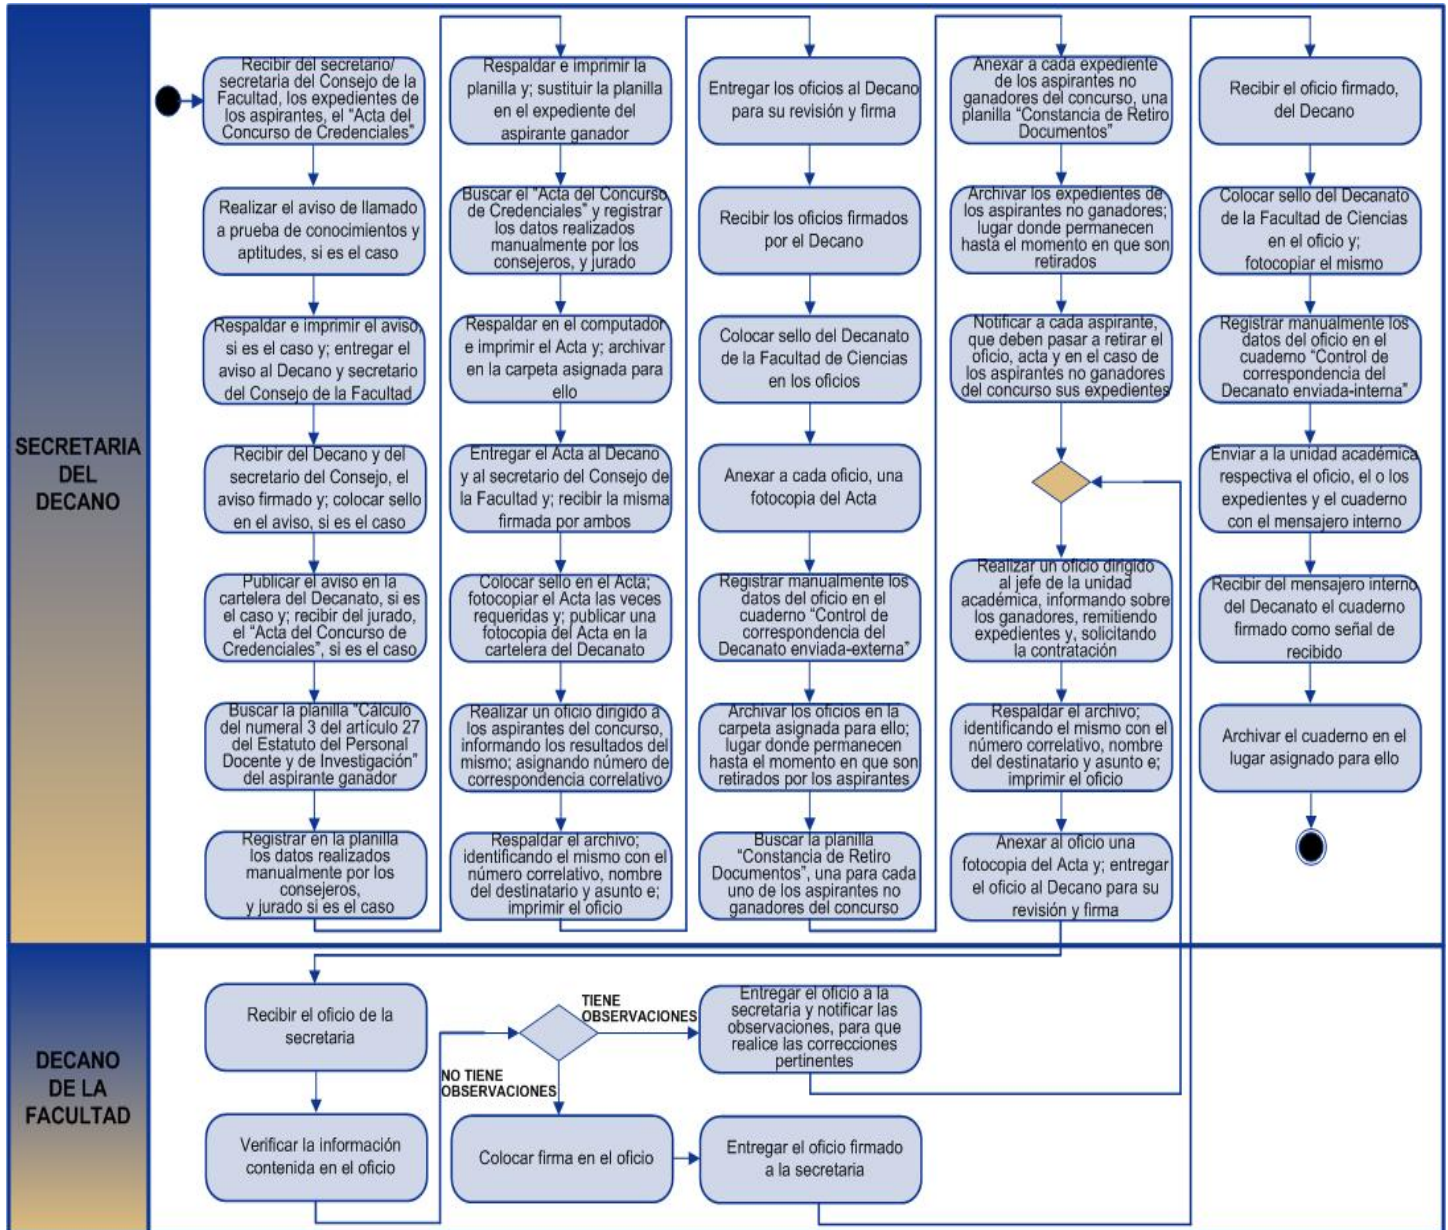 SECRETARIA
DEL
DECANO
Recibir del secretario/
secretaria del Consejo de la
Facultad, los expedientes de
los aspirantes, el "Acta del
Concurso de Credenciales"
Realizar el aviso de llamado
a prueba de conocimientos y
aptitudes, si es el caso
Respaldar e imprimir el aviso,
si es el caso y; entregar el
aviso al Decano y secretario
del Consejo de la Facultad
Recibir del Decano y del
secretario del Consejo, el
aviso firmado y; colocar sello
en el aviso, si es el caso
Publicar el aviso en la
cartelera del Decanato, si es
el caso y; recibir del jurado,
el "Acta del Concurso de
Credenciales", si es el caso
Buscar la planilla "Cálculo
del numeral 3 del artículo 27
del Estatuto del Personal
Docente y de Investigación"
del aspirante ganador
Registrar en la planilla
los datos realizados
manualmente por los
consejeros,
y jurado si es el caso
Respaldar e imprimir la
planilla y; sustituir la planilla
en el expediente del
aspirante ganador
Buscar el "Acta del Concurso
de Credenciales" y registrar
los datos realizados
manualmente por los
consejeros, y jurado
Respaldar en el computador
e imprimir el Acta y; archivar
en la carpeta asignada para
ello
Entregar el Acta al Decano
y al secretario del Consejo de
la Facultad y; recibir la misma
firmada por ambos
Colocar sello en el Acta;
fotocopiar el Acta las veces
requeridas y; publicar una
fotocopia del Acta en la
cartelera del Decanato
Realizar un oficio dirigido a
los aspirantes del concurso,
informando los resultados del
mismo; asignando número de
correspondencia correlativo
Respaldar el archivo;
identificando el mismo con el
número correlativo, nombre
del destinatario y asunto e;
imprimir el oficio
Entregar los oficios al Decano
para su revisión y firma
Recibir los oficios firmados
por el Decano
Colocar sello del Decanato
de la Facultad de Ciencias
en los oficios
Anexar a cada oficio, una
fotocopia del Acta
Registrar manualmente los
datos del oficio en el
cuaderno "Control de
correspondencia del
Decanato enviada-externa"
Archivar los oficios en la
carpeta asignada para ello;
lugar donde permanecen
hasta el momento en que son
retirados por los aspirantes
Buscar la planilla
"Constancia de Retiro
Documentos", una para cada
uno de los aspirantes no
ganadores del concurso
Anexar a cada expediente
de los aspirantes no
ganadores del concurso, una
planilla "Constancia de Retiro
Documentos"
Archivar los expedientes de
los aspirantes no ganadores;
lugar donde permanecen
hasta el momento en que son
retirados
Notificar a cada aspirante,
que deben pasar a retirar el
oficio, acta y en el caso de
los aspirantes no ganadores
del concurso sus expedientes
Realizar un oficio dirigido
al jefe de la unidad
académica, informando sobre
los ganadores, remitiendo
expedientes y, solicitando
la contratación
Respaldar el archivo;
identificando el mismo con el
número correlativo, nombre
del destinatario y asunto e;
imprimir el oficio
Anexar al oficio una
fotocopia del Acta y; entregar
el oficio al Decano para su
revisión y firma
Recibir el oficio firmado,
del Decano
Colocar sello del Decanato
de la Facultad de Ciencias
en el oficio y;
fotocopiar el mismo
Registrar manualmente los
datos del oficio en el
cuaderno "Control de
correspondencia del
Decanato enviada-interna"
Enviar a la unidad académica
respectiva el oficio, el o los
expedientes y el cuaderno
con el mensajero interno
Recibir del mensajero interno
del Decanato el cuaderno
firmado como señal de
recibido
Archivar el cuaderno en el
lugar asignado para ello
DECANO
DE LA
FACULTAD
Recibir el oficio de la
secretaria
Verificar la información
contenida en el oficio
TIENE
OBSERVACIONES
NO TIENE
OBSERVACIONES
Entregar el oficio a la
secretaria y notificar las
observaciones, para que
realice las correcciones
pertinentes
Colocar firma en el oficio
Entregar el oficio firmado
a la secretaria